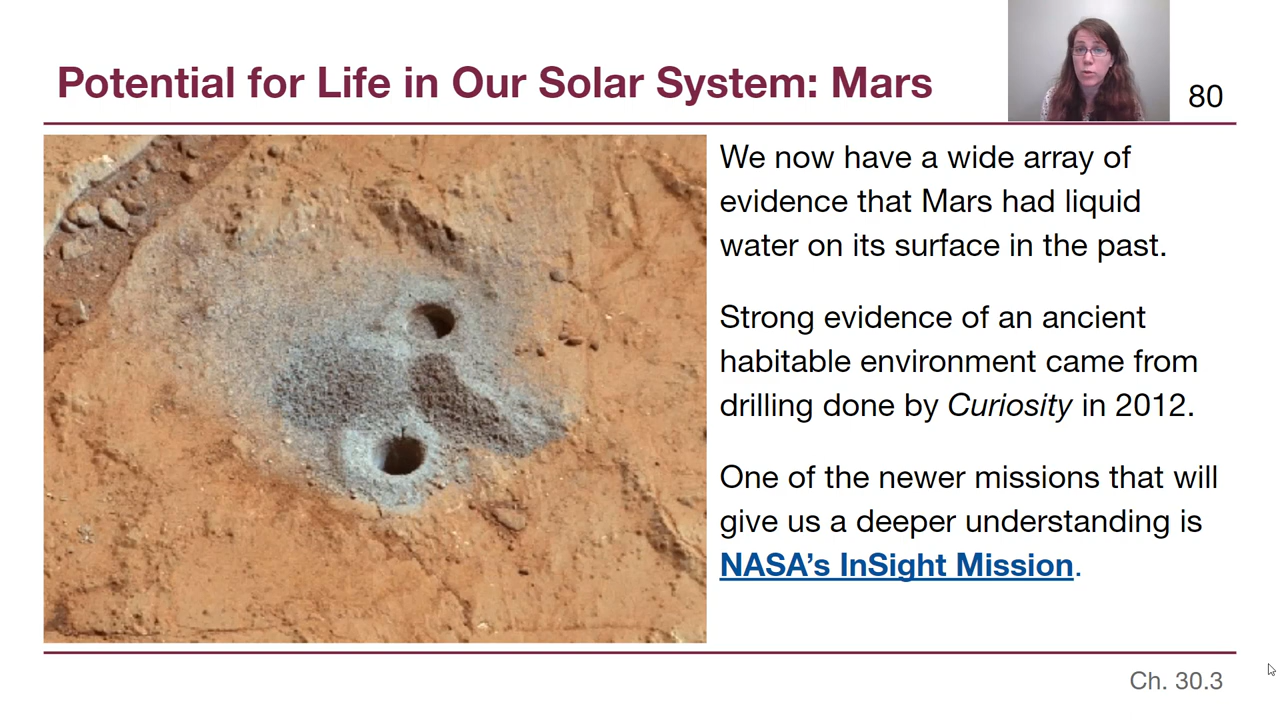 Potential for Life in Our Solar System: Mars
80
We now have a wide array of
evidence that Mars had liquid
water on its surface in the past.
Strong evidence of an ancient
habitable environment came from
drilling done by Curiosity in 2012.
One of the newer missions that will
give us a deeper understanding is
NASA’s InSight Mission.
Ch. 30.3